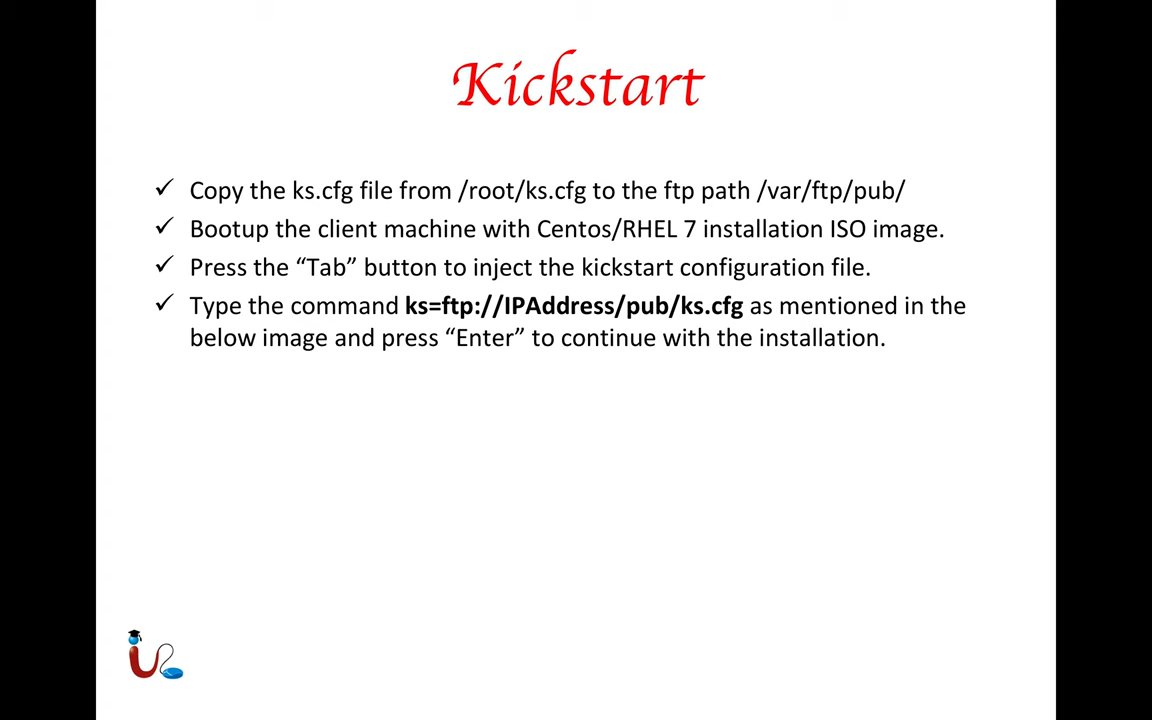 Kickstart
✓ Copy the ks.cfg file from /root/ks.cfg to the ftp path /var/ftp/pub/
✓ Bootup the client machine with Centos/RHEL 7 installation ISO image.
✓ Press the “Tab” button to inject the kickstart configuration file.
✓ Type the command ks=ftp://IPAddress/pub/ks.cfg as mentioned in the
below image and press “Enter” to continue with the installation.